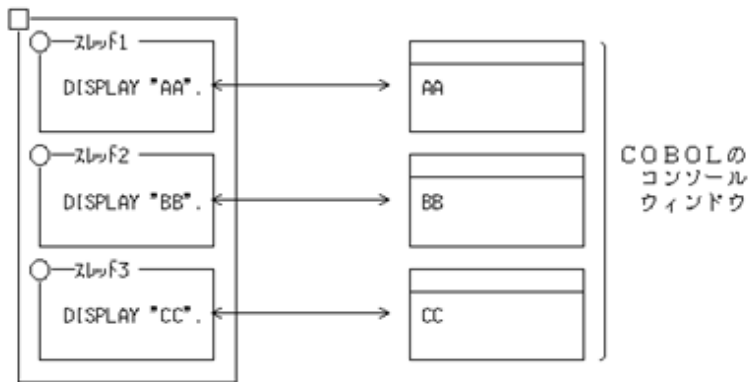 スレッド1
DISPLAY "AA".
AA
スレッド2
DISPLAY "BB".
BB
スレッド3
DISPLAY "CC".
CC
COBOLの
コンソール
ウィンドウ